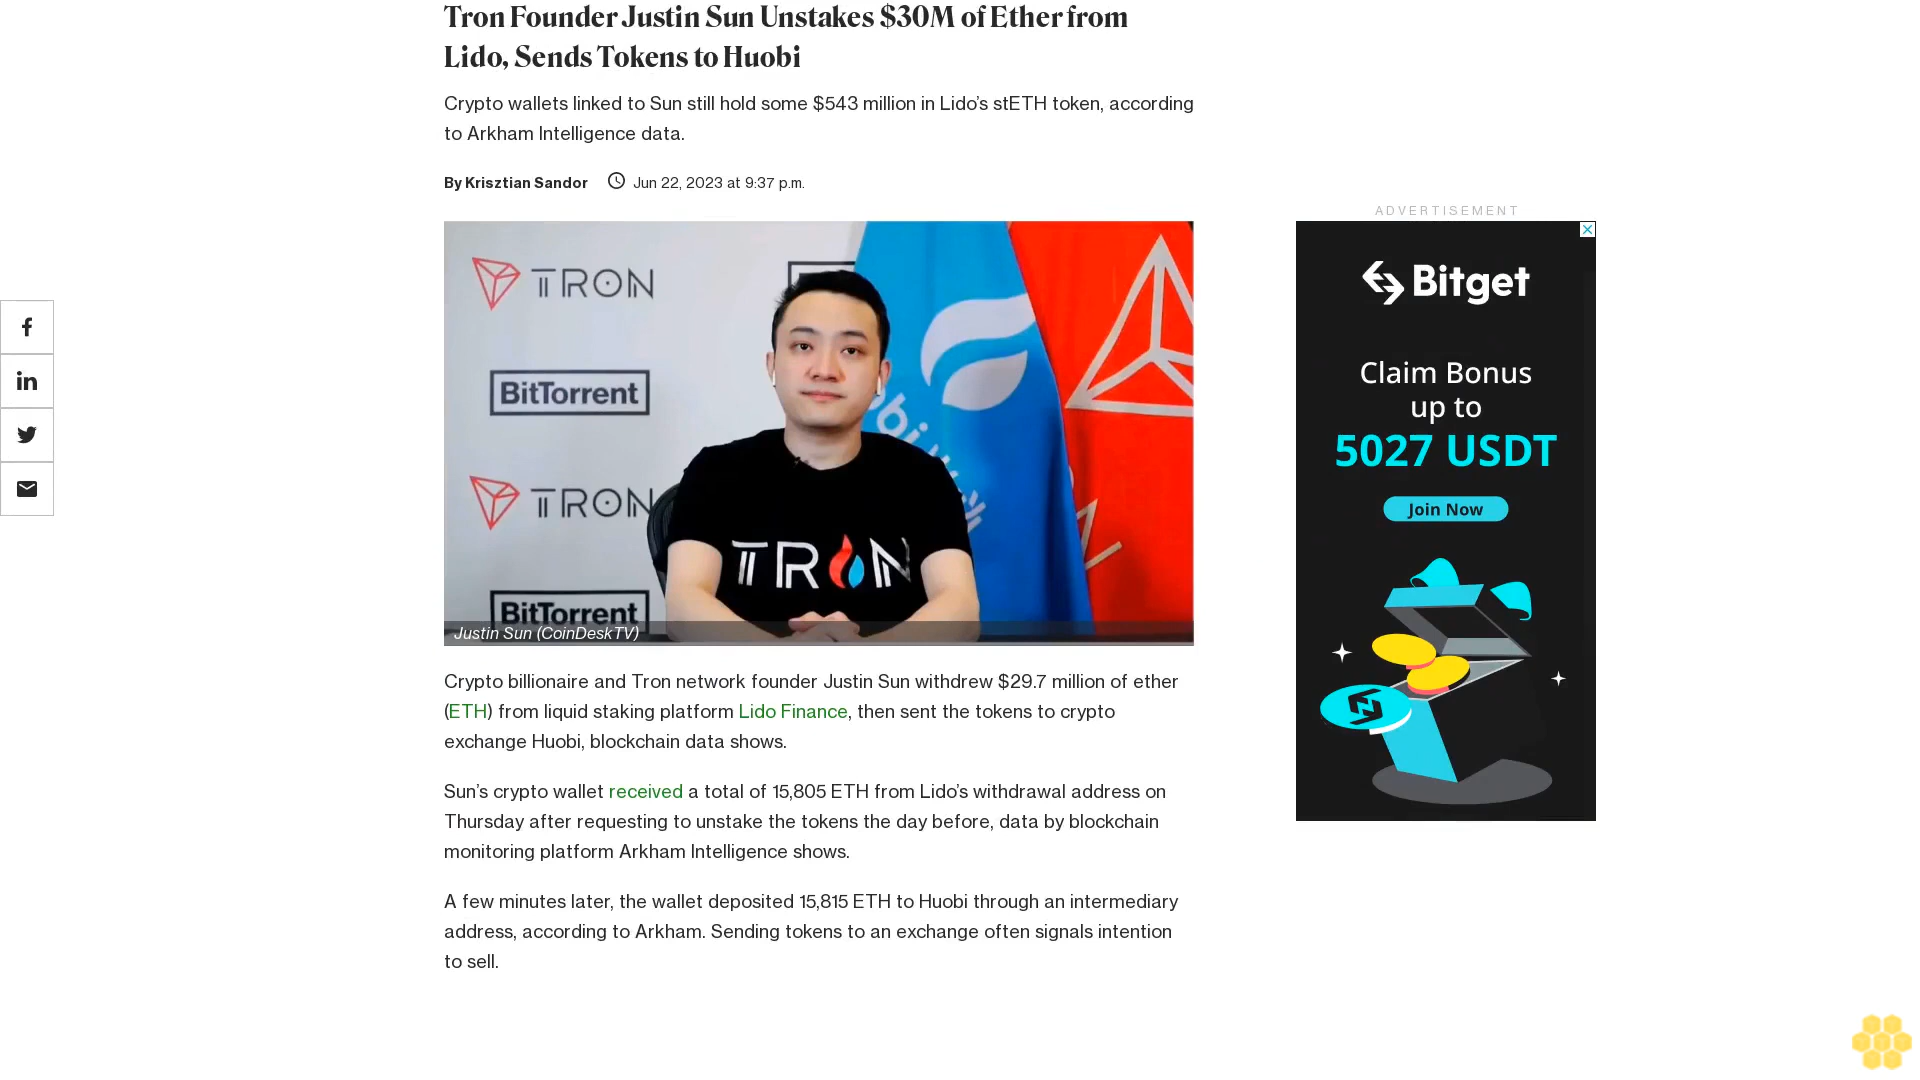 Tron Founder Justin Sun Unstakes $30M of Ether from
Lido, Sends Tokens to Huobi
Crypto wallets linked to Sun still hold some $543 million in Lido’s stETH token, according
to Arkham Intelligence data.
By Krisztian Sandor
Jun 22, 2023 at 9:37 p.m.
TRON
BitTorrent
TRON
BitTorrent
TRON
Justin Sun (CoinDeskTV)
Crypto billionaire and Tron network founder Justin Sun withdrew $29.7 million of ether
(ETH) from liquid staking platform Lido Finance, then sent the tokens to crypto
exchange Huobi, blockchain data shows.
Sun’s crypto wallet received a total of 15,805 ETH from Lido’s withdrawal address on
Thursday after requesting to unstake the tokens the day before, data by blockchain
monitoring platform Arkham Intelligence shows.
A few minutes later, the wallet deposited 15,815 ETH to Huobi through an intermediary
address, according to Arkham. Sending tokens to an exchange often signals intention
to sell.
ADVERTISEMENT
Bitget
Claim Bonus
up to
5027 USDT
Join Now